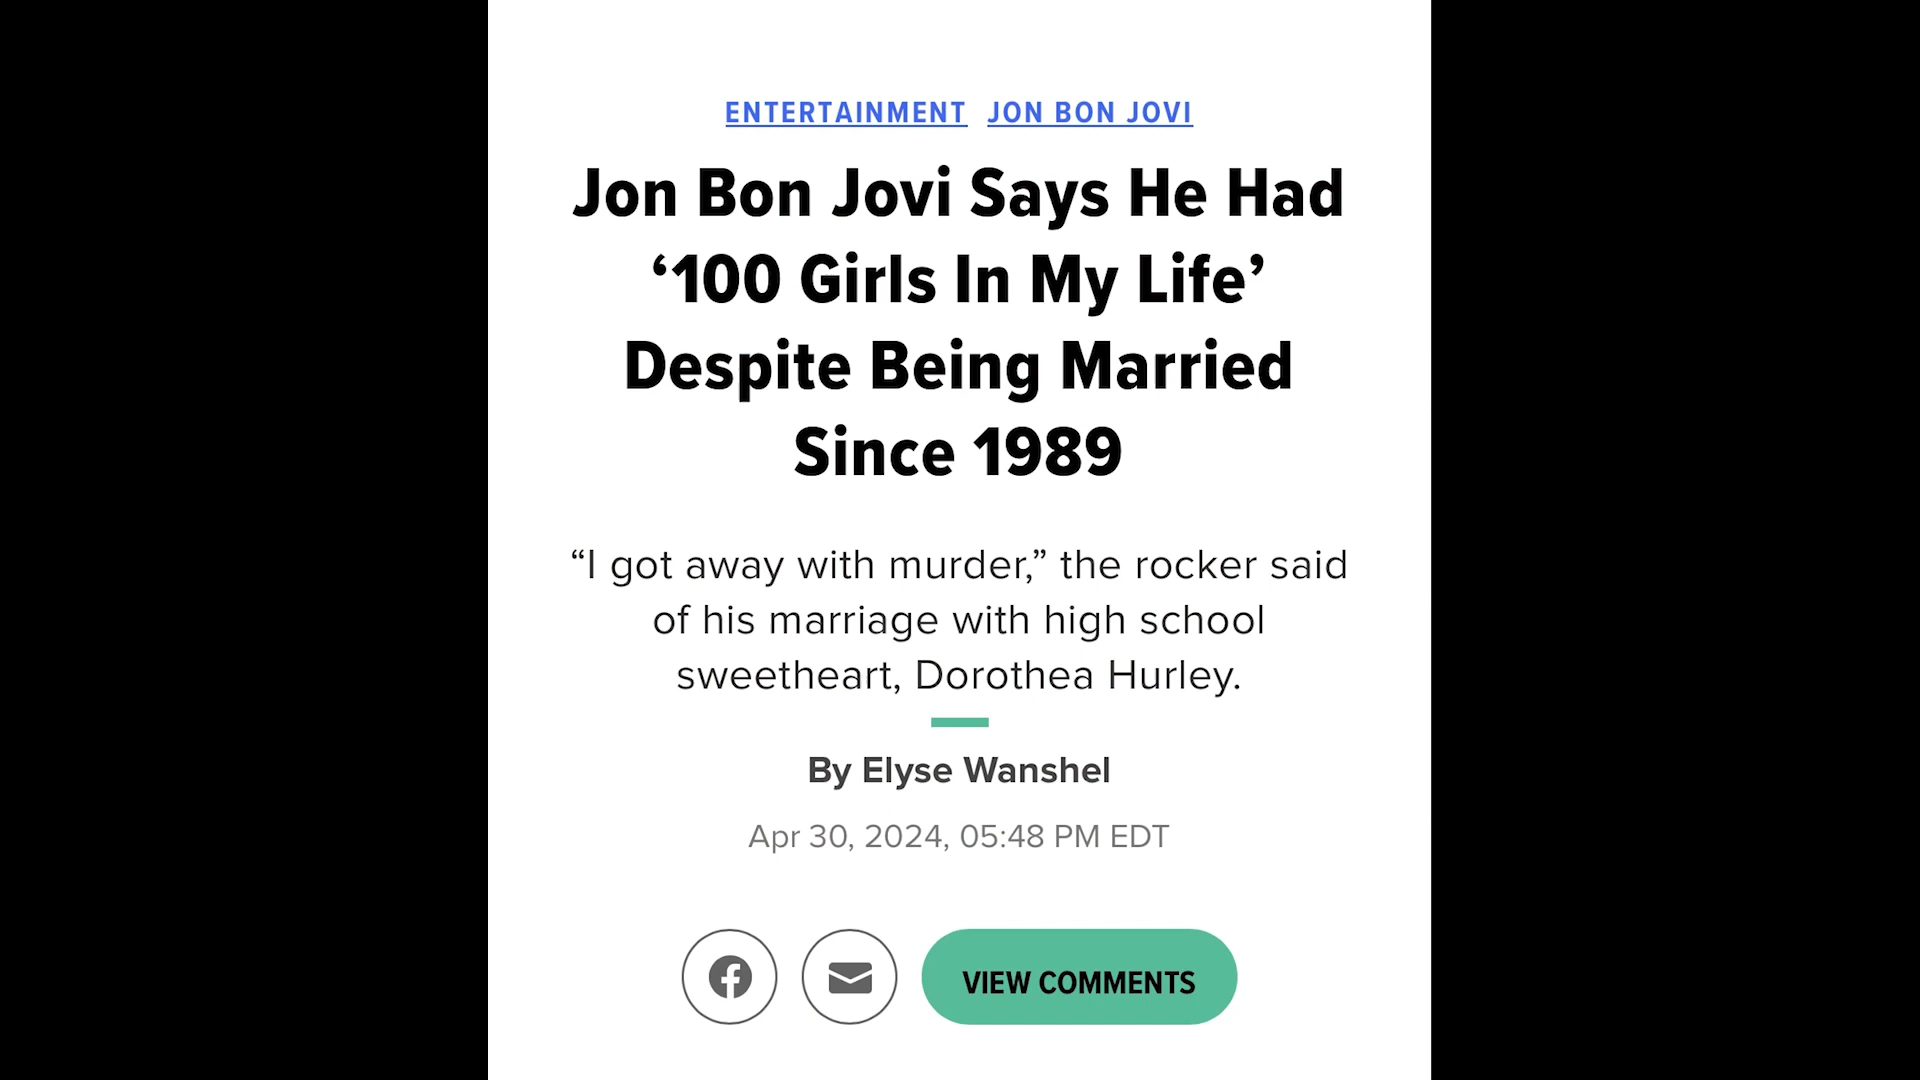 ENTERTAINMENT JON BON JOVI
Jon Bon Jovi Says He Had
‘100 Girls In My Life’
Despite Being Married
Since 1989
“I got away with murder,” the rocker said
of his marriage with high school
sweetheart, Dorothea Hurley.
By Elyse Wanshel
Apr 30, 2024, 05:48 PM EDT
VIEW COMMENTS